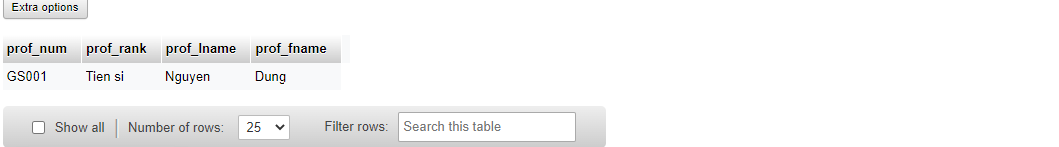 Extra options
prof_num prof_rank prof_lname prof_fname
GS001 Tien si Nguyen Dung
Show all Number of rows: 25 Filter rows: Search this table